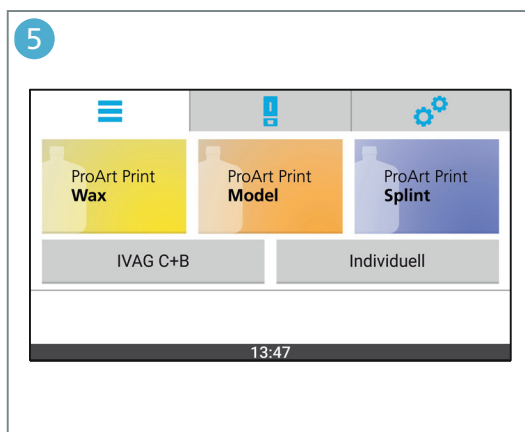 5
ProArt Print
Wax
ProArt Print
Model
ProArt Print
Splint
IVAG C+B
Individuell
13:47